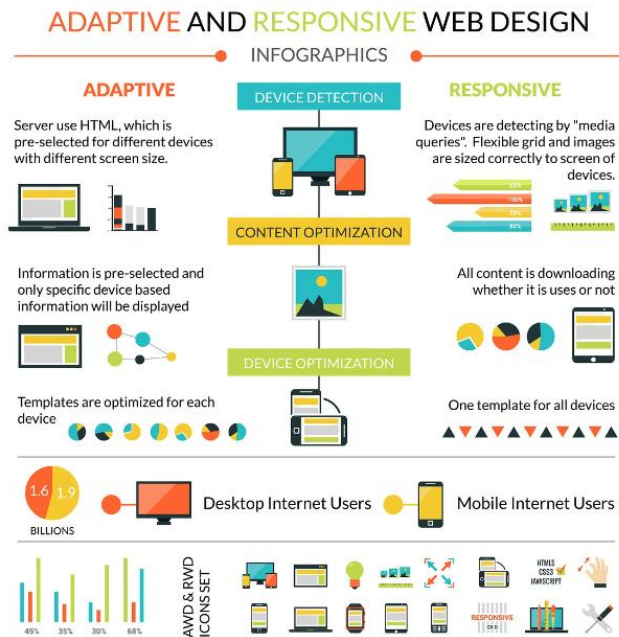 ADAPTIVE AND RESPONSIVE WEB DESIGN
INFOGRAPHICS
ADAPTIVE
DEVICE DETECTION
RESPONSIVE
Server use HTML, which is
pre-selected for different devices
with different screen size.
Devices are detecting by "media
queries". Flexible grid and images
are sized correctly to screen of
devices.
100%
80%
CONTENT OPTIMIZATION
Information is pre-selected and
only specific device based
information will be displayed
All content is downloading
whether it is uses or not
DEVICE OPTIMIZATION
Templates are optimized for each
device
One template for all devices
1.6 1.9
BILLIONS
Desktop Internet Users
Mobile Internet Users
45% 35% 30% 68%
AWD & RWD
ICONS SET
HTML5
CSS3
JAVASCRIPT
RESPONSIVE